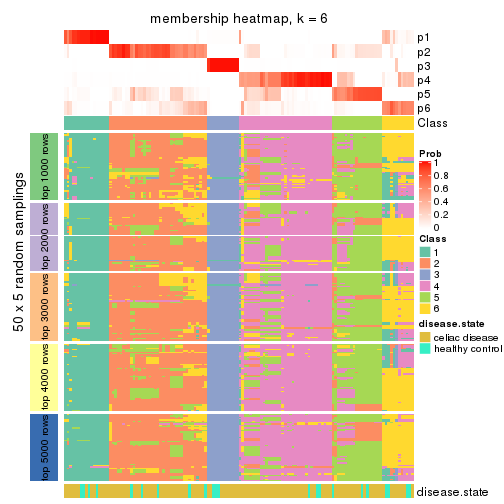 membership heatmap, k = 6
p1
p2
p3
p4
p5
p6
Class
50 x 5 random samplings
top 1000 rows
top 2000 rows
top 3000 rows
top 4000 rows
top 5000 rows
disease.state
Prob
1
0.8
0.6
0.4
0.2
0
Class
1
2
3
4
5
6
disease.state
celiac disease
healthy control